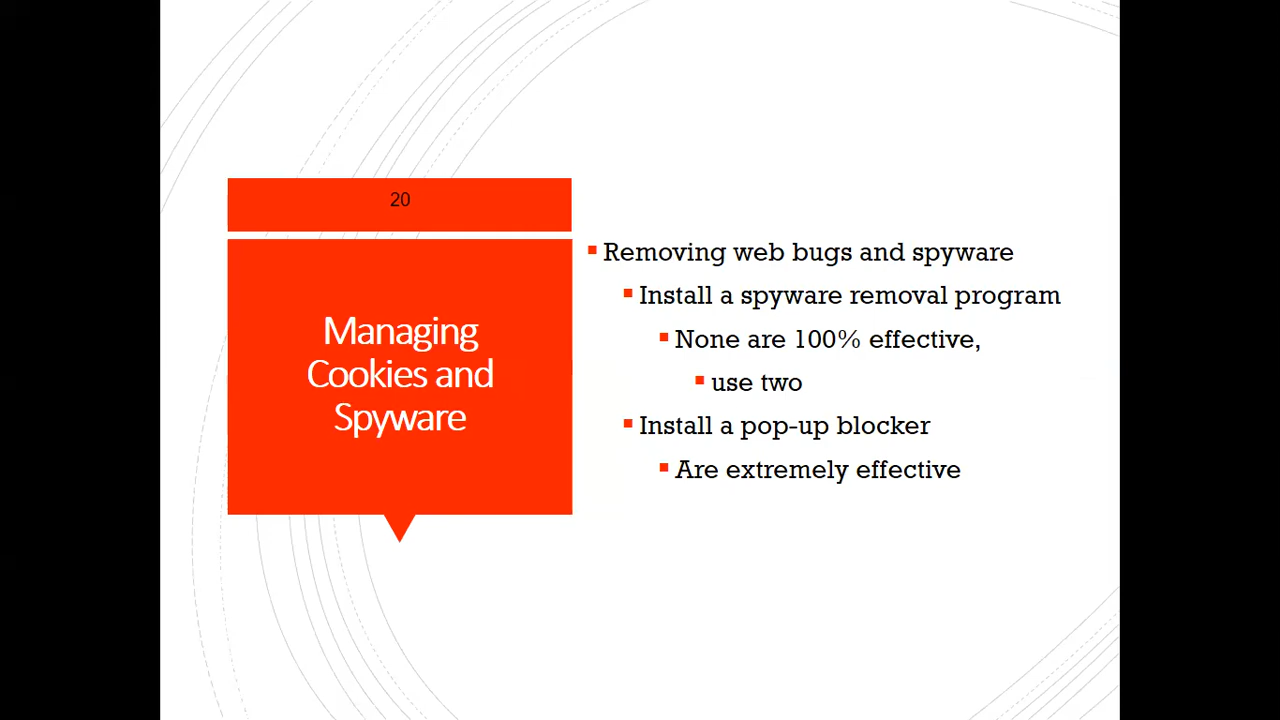 20
Managing
Cookies and
Spyware
Removing web bugs and spyware
Install a spyware removal program
None are 100% effective,
use two
Install a pop-up blocker
Are extremely effective